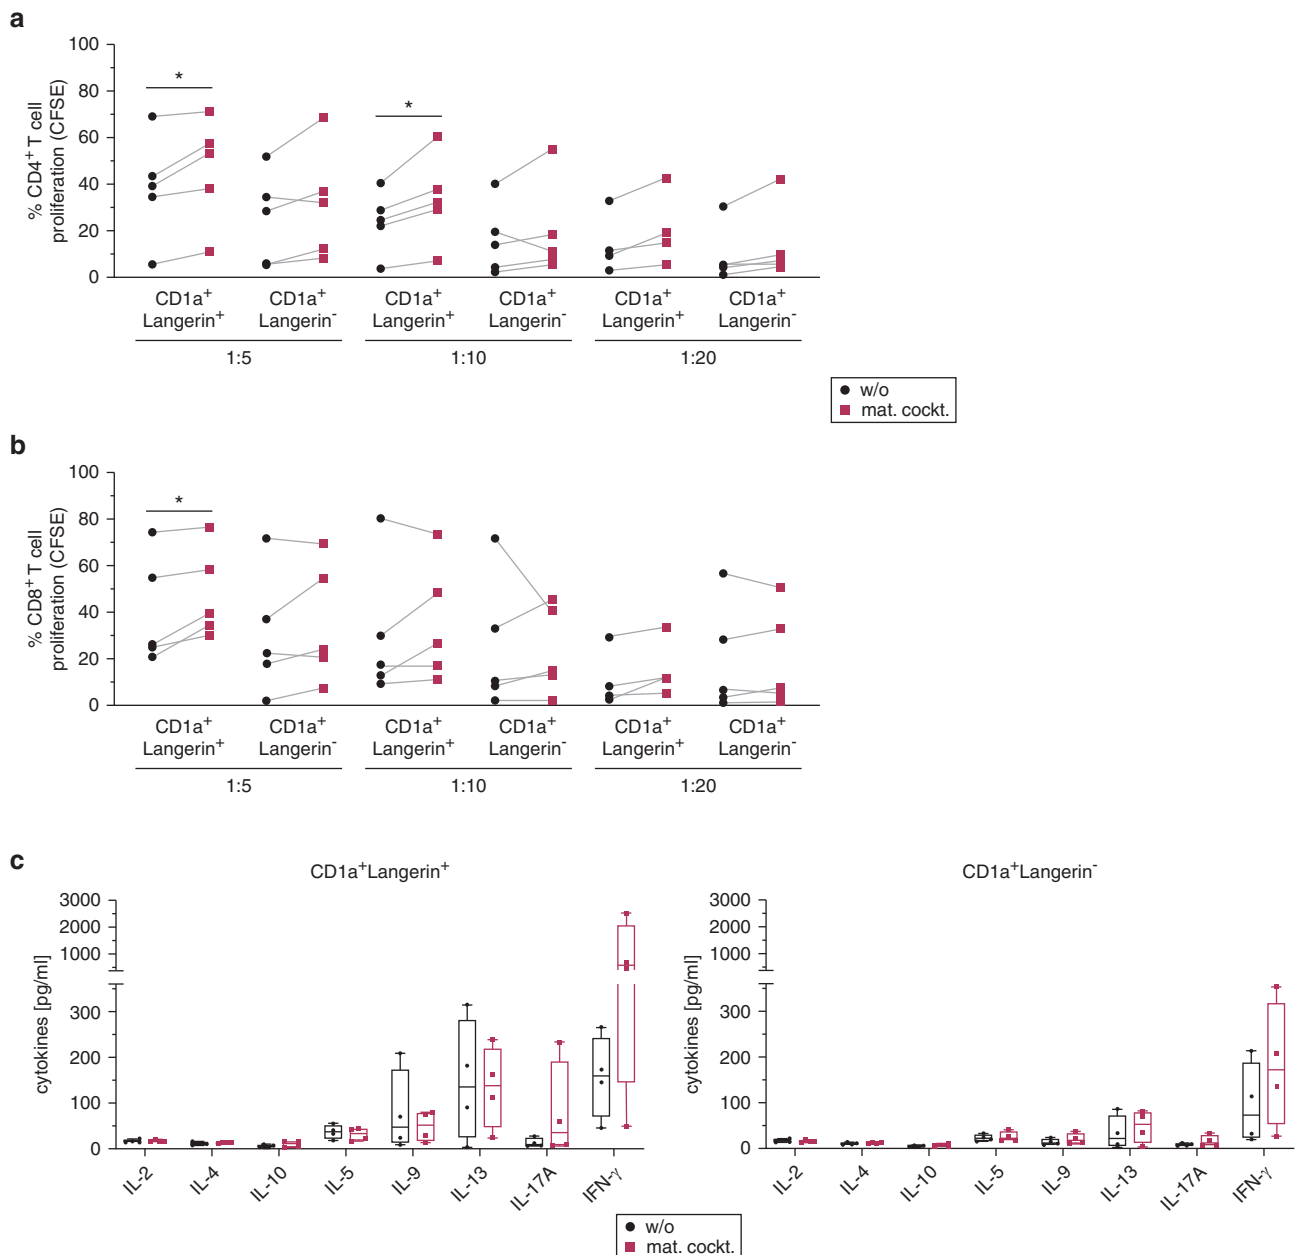 a
% CD4+ T cell
proliferation (CFSE)
100
80
60
40
20
0
*
*
CD1a+ CD1a+ CD1a+ CD1a+ CD1a+ CD1a+
Langerin+ Langerin- Langerin+ Langerin- Langerin+ Langerin-
1:5 1:10 1:20
w/o
mat. cockt.
b
% CD8+ T cell
proliferation (CFSE)
100
80
60
40
20
0
*
CD1a+ CD1a+ CD1a+ CD1a+ CD1a+ CD1a+
Langerin+ Langerin- Langerin+ Langerin- Langerin+ Langerin-
1:5 1:10 1:20
c
CD1a+Langerin+
cytokines [pg/ml]
3000
2000
1000
300
200
100
0
IL-2 IL-4 IL-10 IL-5 IL-9 IL-13 IL-17A IFN-γ
CD1a+Langerin-
cytokines [pg/ml]
3000
2000
1000
300
200
100
0
IL-2 IL-4 IL-10 IL-5 IL-9 IL-13 IL-17A IFN-γ
w/o
mat. cockt.